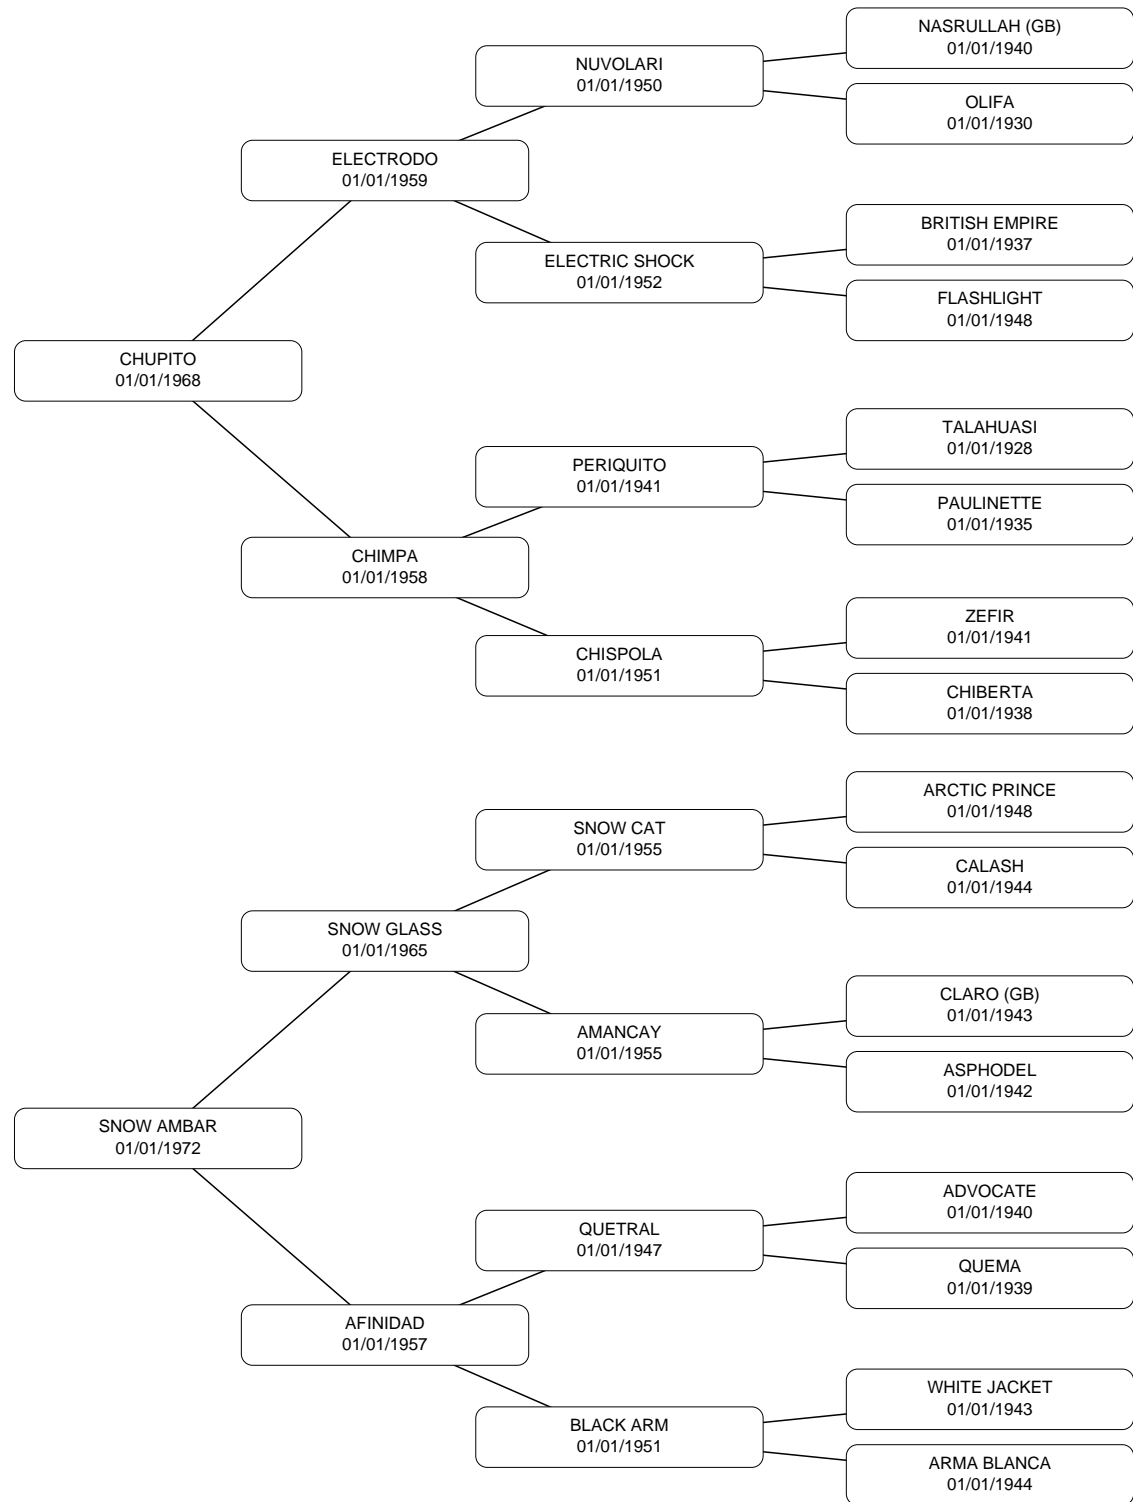 NASRULLAH (GB)
01/01/1940
NUVOLARI
01/01/1950
OLIFA
01/01/1930
ELECTRODO
01/01/1959
BRITISH EMPIRE
01/01/1937
ELECTRIC SHOCK
01/01/1952
FLASHLIGHT
01/01/1948
CHUPITO
01/01/1968
TALAHUASI
01/01/1928
PERIQUITO
01/01/1941
PAULINETTE
01/01/1935
CHIMPA
01/01/1958
ZEFIR
01/01/1941
CHISPOLA
01/01/1951
CHIBERTA
01/01/1938
ARCTIC PRINCE
01/01/1948
SNOW CAT
01/01/1955
CALASH
01/01/1944
SNOW GLASS
01/01/1965
CLARO (GB)
01/01/1943
AMANCAY
01/01/1955
ASPHODEL
01/01/1942
SNOW AMBAR
01/01/1972
ADVOCATE
01/01/1940
QUETRAL
01/01/1947
QUEMA
01/01/1939
AFINIDAD
01/01/1957
WHITE JACKET
01/01/1943
BLACK ARM
01/01/1951
ARMA BLANCA
01/01/1944